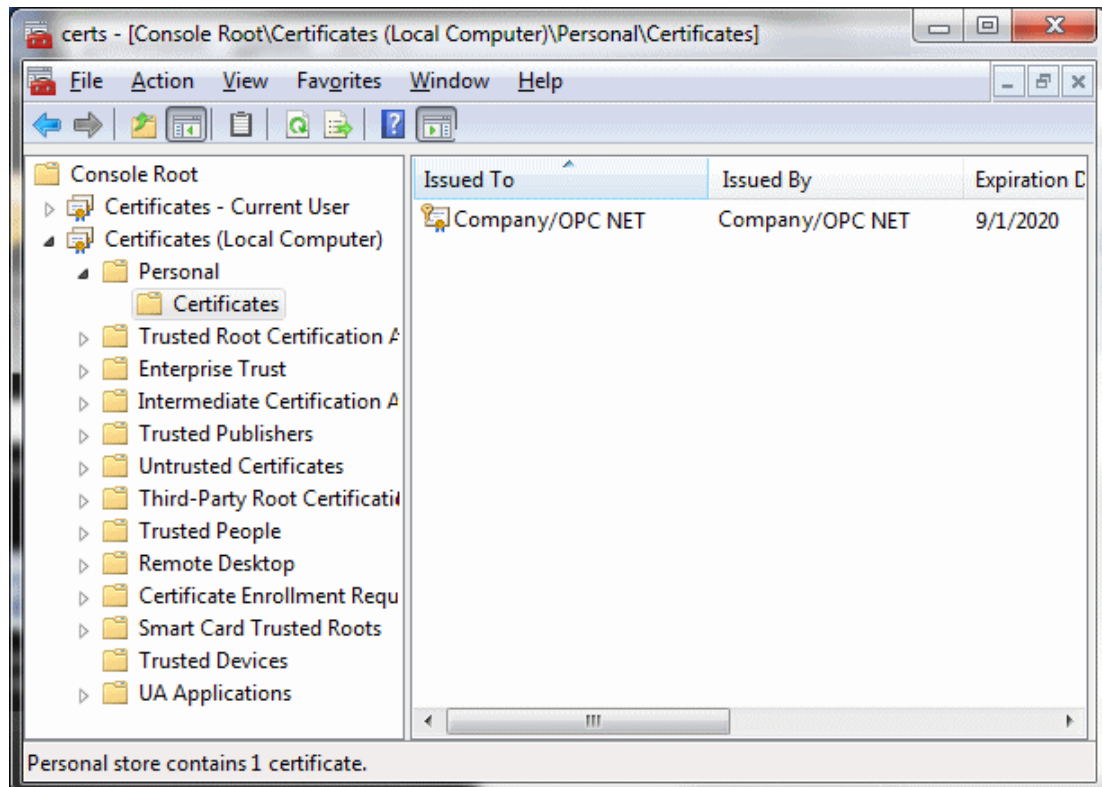 certs - [Console Root\Certificates (Local Computer)\Personal\Certificates]
File Action View Favorites Window Help
Console Root
Certificates - Current User
Certificates (Local Computer)
Personal
Certificates
Trusted Root Certification A
Enterprise Trust
Intermediate Certification A
Trusted Publishers
Untrusted Certificates
Third-Party Root Certificati
Trusted People
Remote Desktop
Certificate Enrollment Requ
Smart Card Trusted Roots
Trusted Devices
UA Applications
Issued To Issued By Expiration D
Company/OPC NET Company/OPC NET 9/1/2020
Personal store contains 1 certificate.